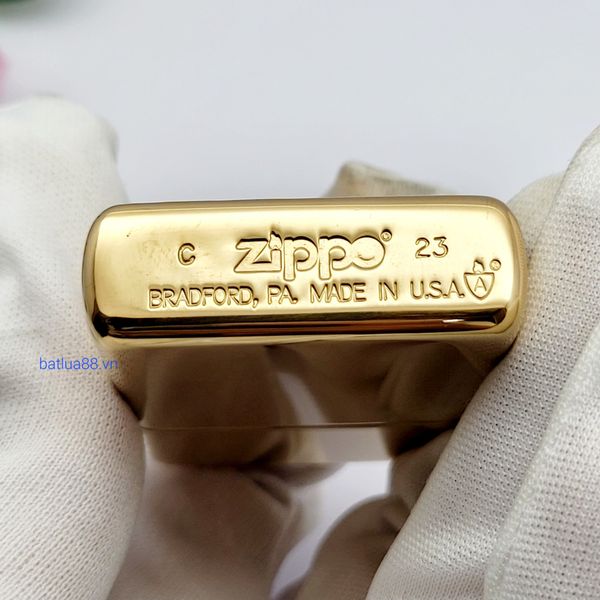 C Zippo® 23
BRADFORD, PA. MADE IN U.S.A. A®
batlua88.vn